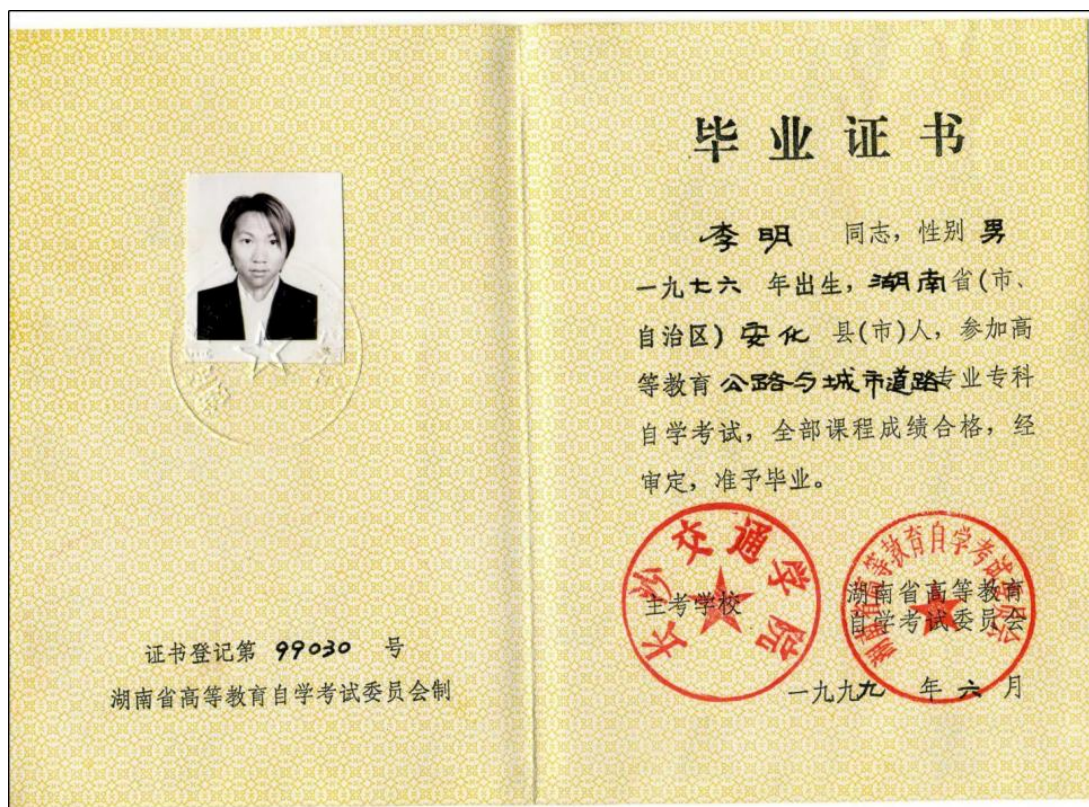 证书登记第 99030 号
湖南省高等教育自学考试委员会制
毕业证书
李明 同志，性别 男
一九七六 年出生，湖南省(市、
自治区) 安化 县(市)人，参加高
等教育 公路与城市道路专业专科
自学考试，全部课程成绩合格，经
审定，准予毕业。
长沙交通学院
主考学校
湖南省高等教育自学考试委员会
湖南省高等教育
自学考试委员会
一九九九 年 六 月